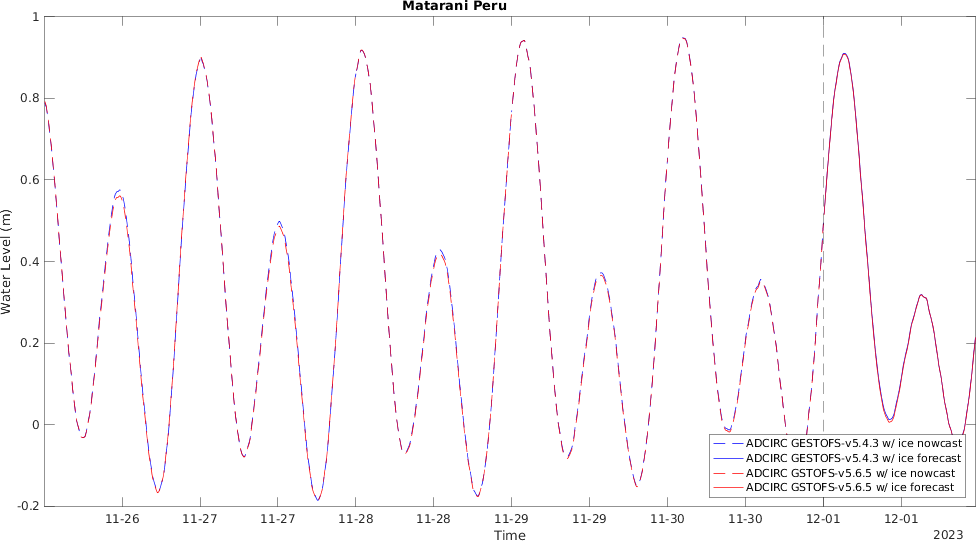 Matarani Peru
1
0.8
0.6
0.4
0.2
0
-0.2
Water Level (m)
11-26
11-27
11-27
11-28
11-28
11-29
11-29
11-30
11-30
12-01
12-01
Time
2023
ADCIRC GESTOFS-v5.4.3 w/ ice nowcast
ADCIRC GESTOFS-v5.4.3 w/ ice forecast
ADCIRC GSTOFS-v5.6.5 w/ ice nowcast
ADCIRC GSTOFS-v5.6.5 w/ ice forecast